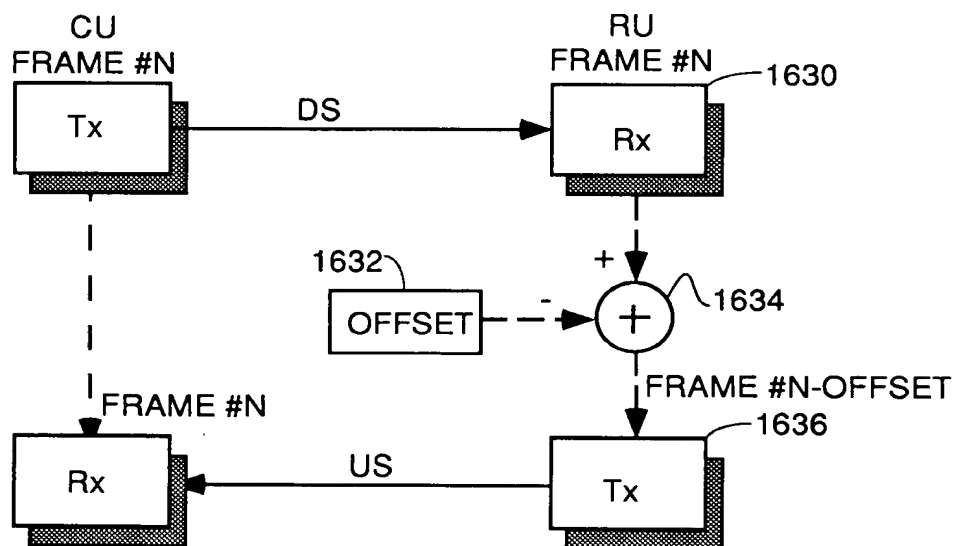 CU
FRAME #N
RU
FRAME #N
1630
Tx
DS
Rx
1632
+
-
1634
OFFSET
+
FRAME #N
FRAME #N-OFFSET
1636
Rx
US
Tx